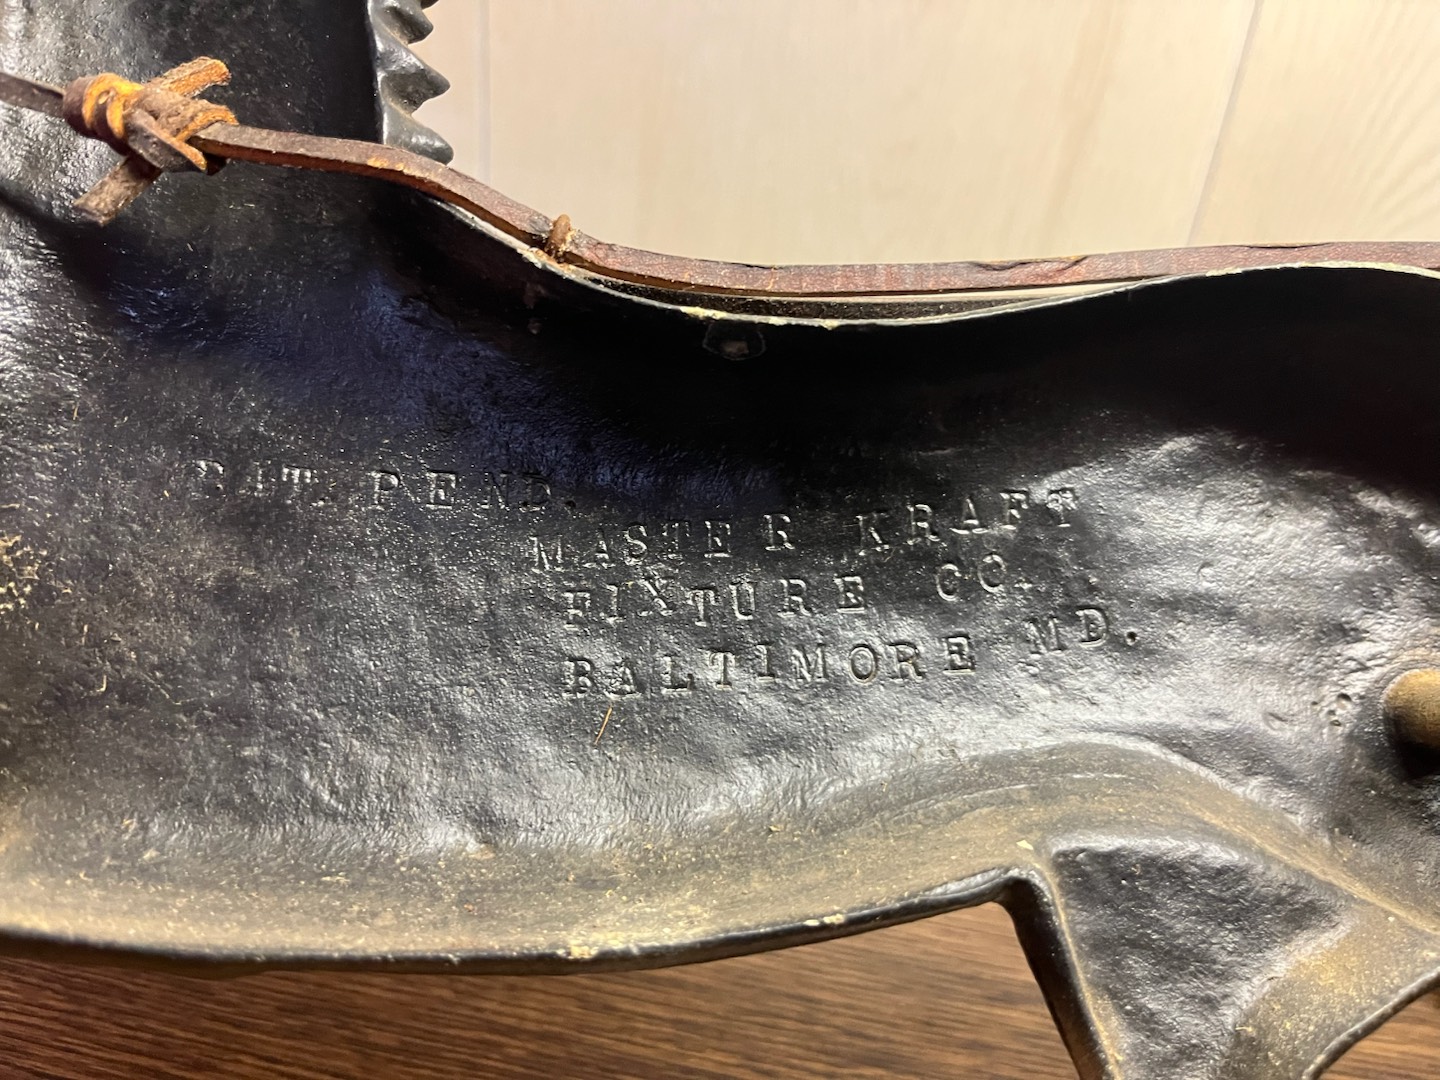 PAT. PEND.
MASTER KRAFT
FIXTURE CO.
BALTIMORE MD.